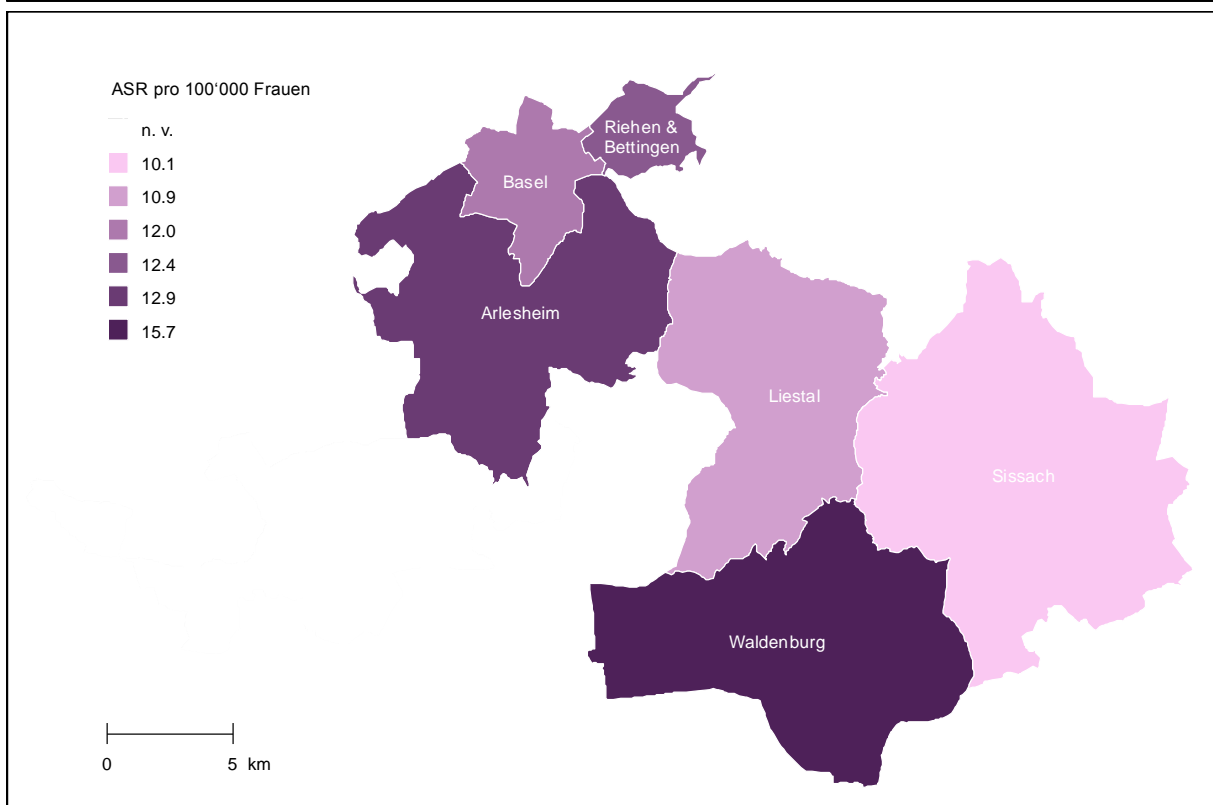 ASR pro 100‘000 Frauen
n. v.
10.1
10.9
12.0
12.4
12.9
15.7
Riehen &
Bettingen
Basel
Arlesheim
Liestal
Sissach
Waldenburg
0 5 km